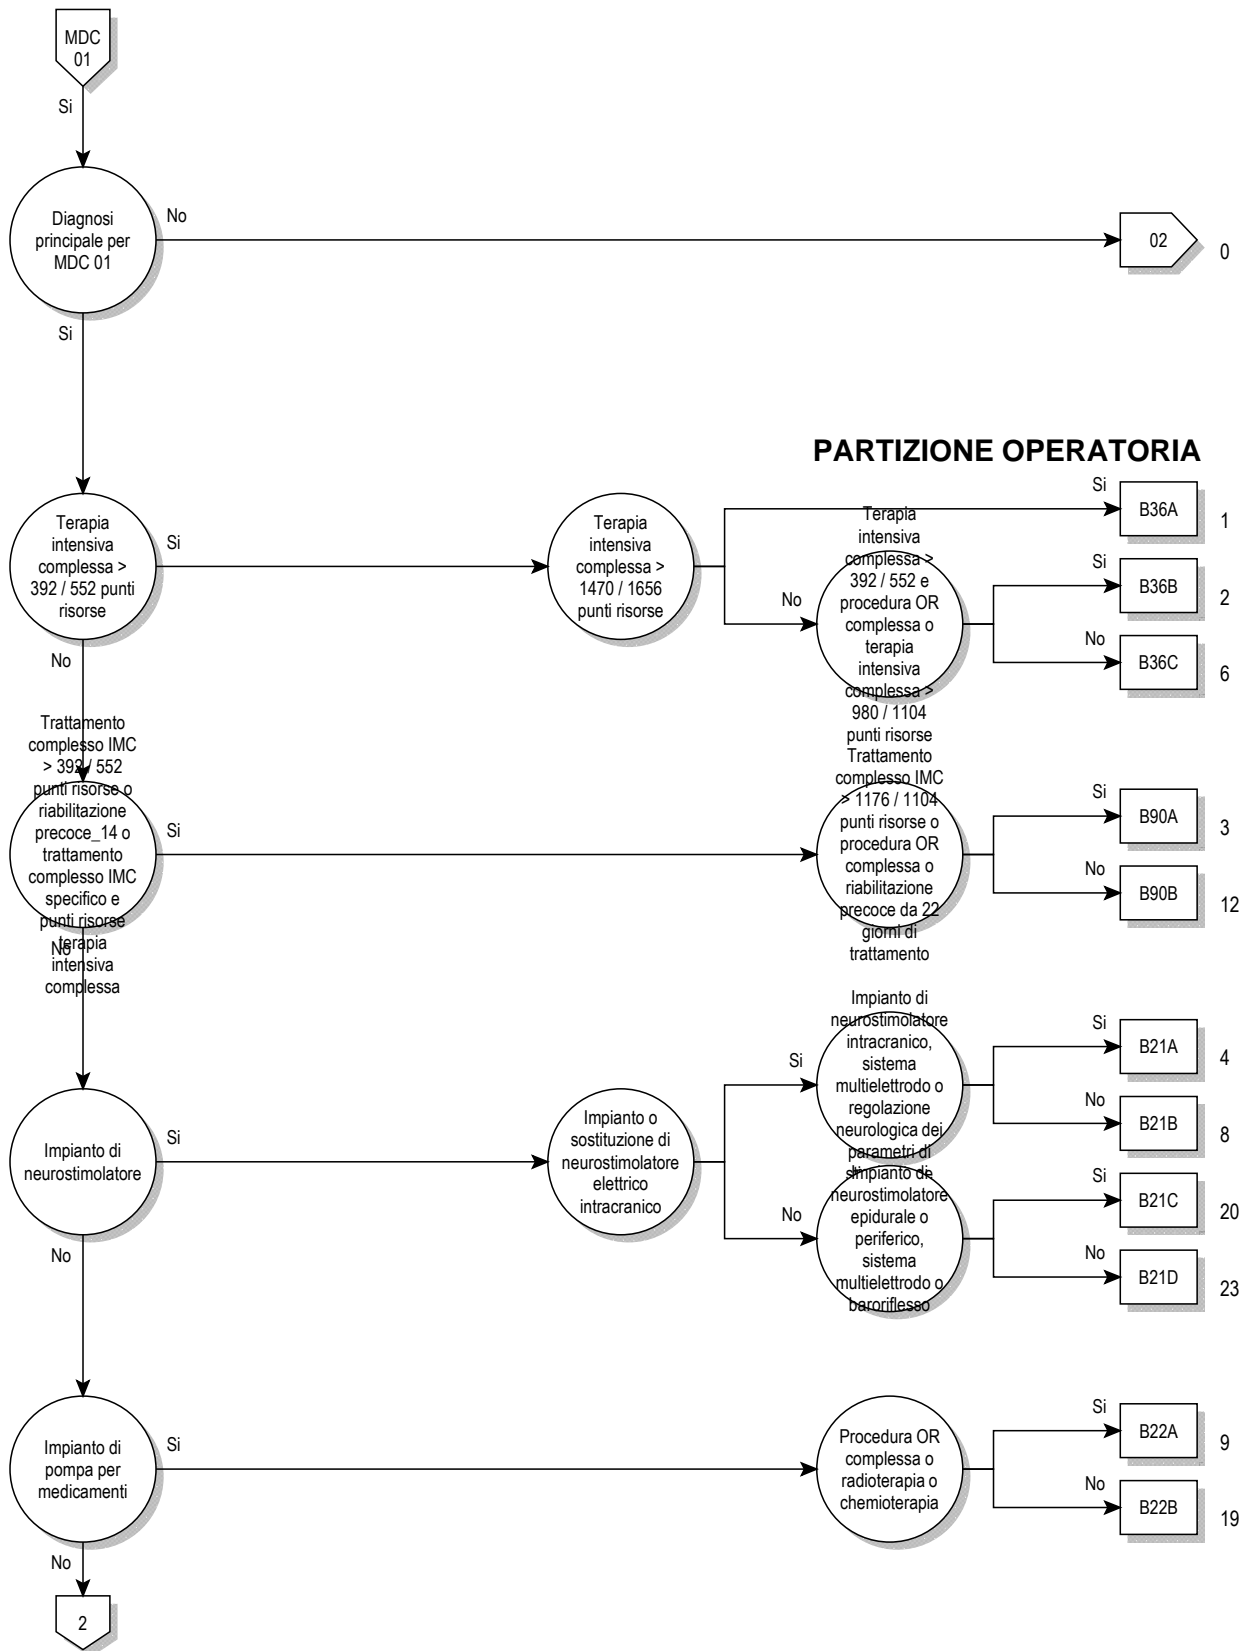 MDC
01
Si
Diagnosi
principale per
MDC 01
No
02
0
Si
PARTIZIONE OPERATORIA
Terapia
intensiva
complessa >
392 / 552 punti
risorse
Si
Terapia
intensiva
complessa >
1470 / 1656
punti risorse
Si
B36A
1
No
Terapia
intensiva
complessa >
392 / 552 e
procedura OR
complessa o
terapia
intensiva
complessa >
980 / 1104
punti risorse
Si
B36B
2
No
B36C
6
No
Trattamento
complesso IMC
> 392 / 552
punti risorse o
riabilitazione
precoce_14 o
trattamento
complesso IMC
specifico e
punti risorse
terapia
intensiva
complessa
Si
Trattamento
complesso IMC
> 1176 / 1104
punti risorse o
procedura OR
complessa o
riabilitazione
precoce da 22
giorni di
trattamento
Si
B90A
3
No
B90B
12
No
Impianto di
neurostimolatore
Si
Impianto o
sostituzione di
neurostimolatore
elettrico
intracranico
Si
Impianto di
neurostimolatore
intracranico,
sistema
multielettrodo o
regolazione
neurologica dei
parametri di
Si
B21A
4
No
B21B
8
No
Impianto di
neurostimolatore
epidurale o
periferico,
sistema
multielettrodo o
baroriflesso
Si
B21C
20
No
B21D
23
No
Impianto di
pompa per
medicamenti
Si
Procedura OR
complessa o
radioterapia o
chemioterapia
Si
B22A
9
No
B22B
19
No
2